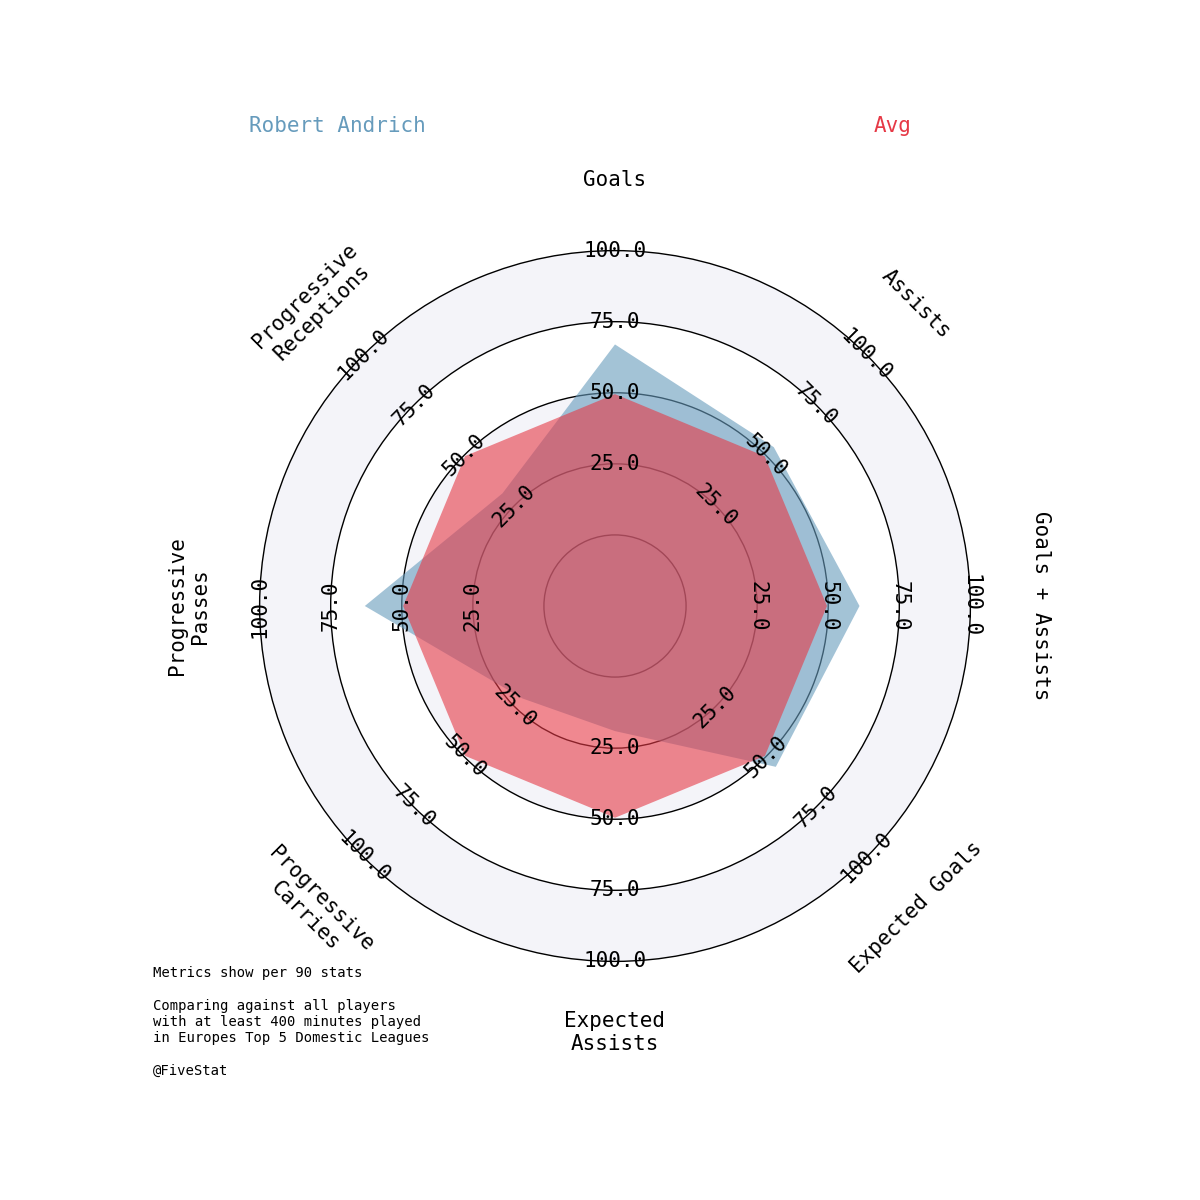 Robert Andrich
Avg
Goals
Assists
Goals + Assists
Expected Goals
Expected
Assists
Progressive
Carries
Progressive
Passes
Progressive
Receptions
25.0
50.0
75.0
100.0
25.0
50.0
75.0
100.0
25.0
50.0
75.0
100.0
25.0
50.0
75.0
100.0
25.0
50.0
75.0
100.0
25.0
50.0
75.0
100.0
25.0
50.0
75.0
100.0
25.0
50.0
75.0
100.0
Metrics show per 90 stats
Comparing against all players
with at least 400 minutes played
in Europes Top 5 Domestic Leagues
@FiveStat